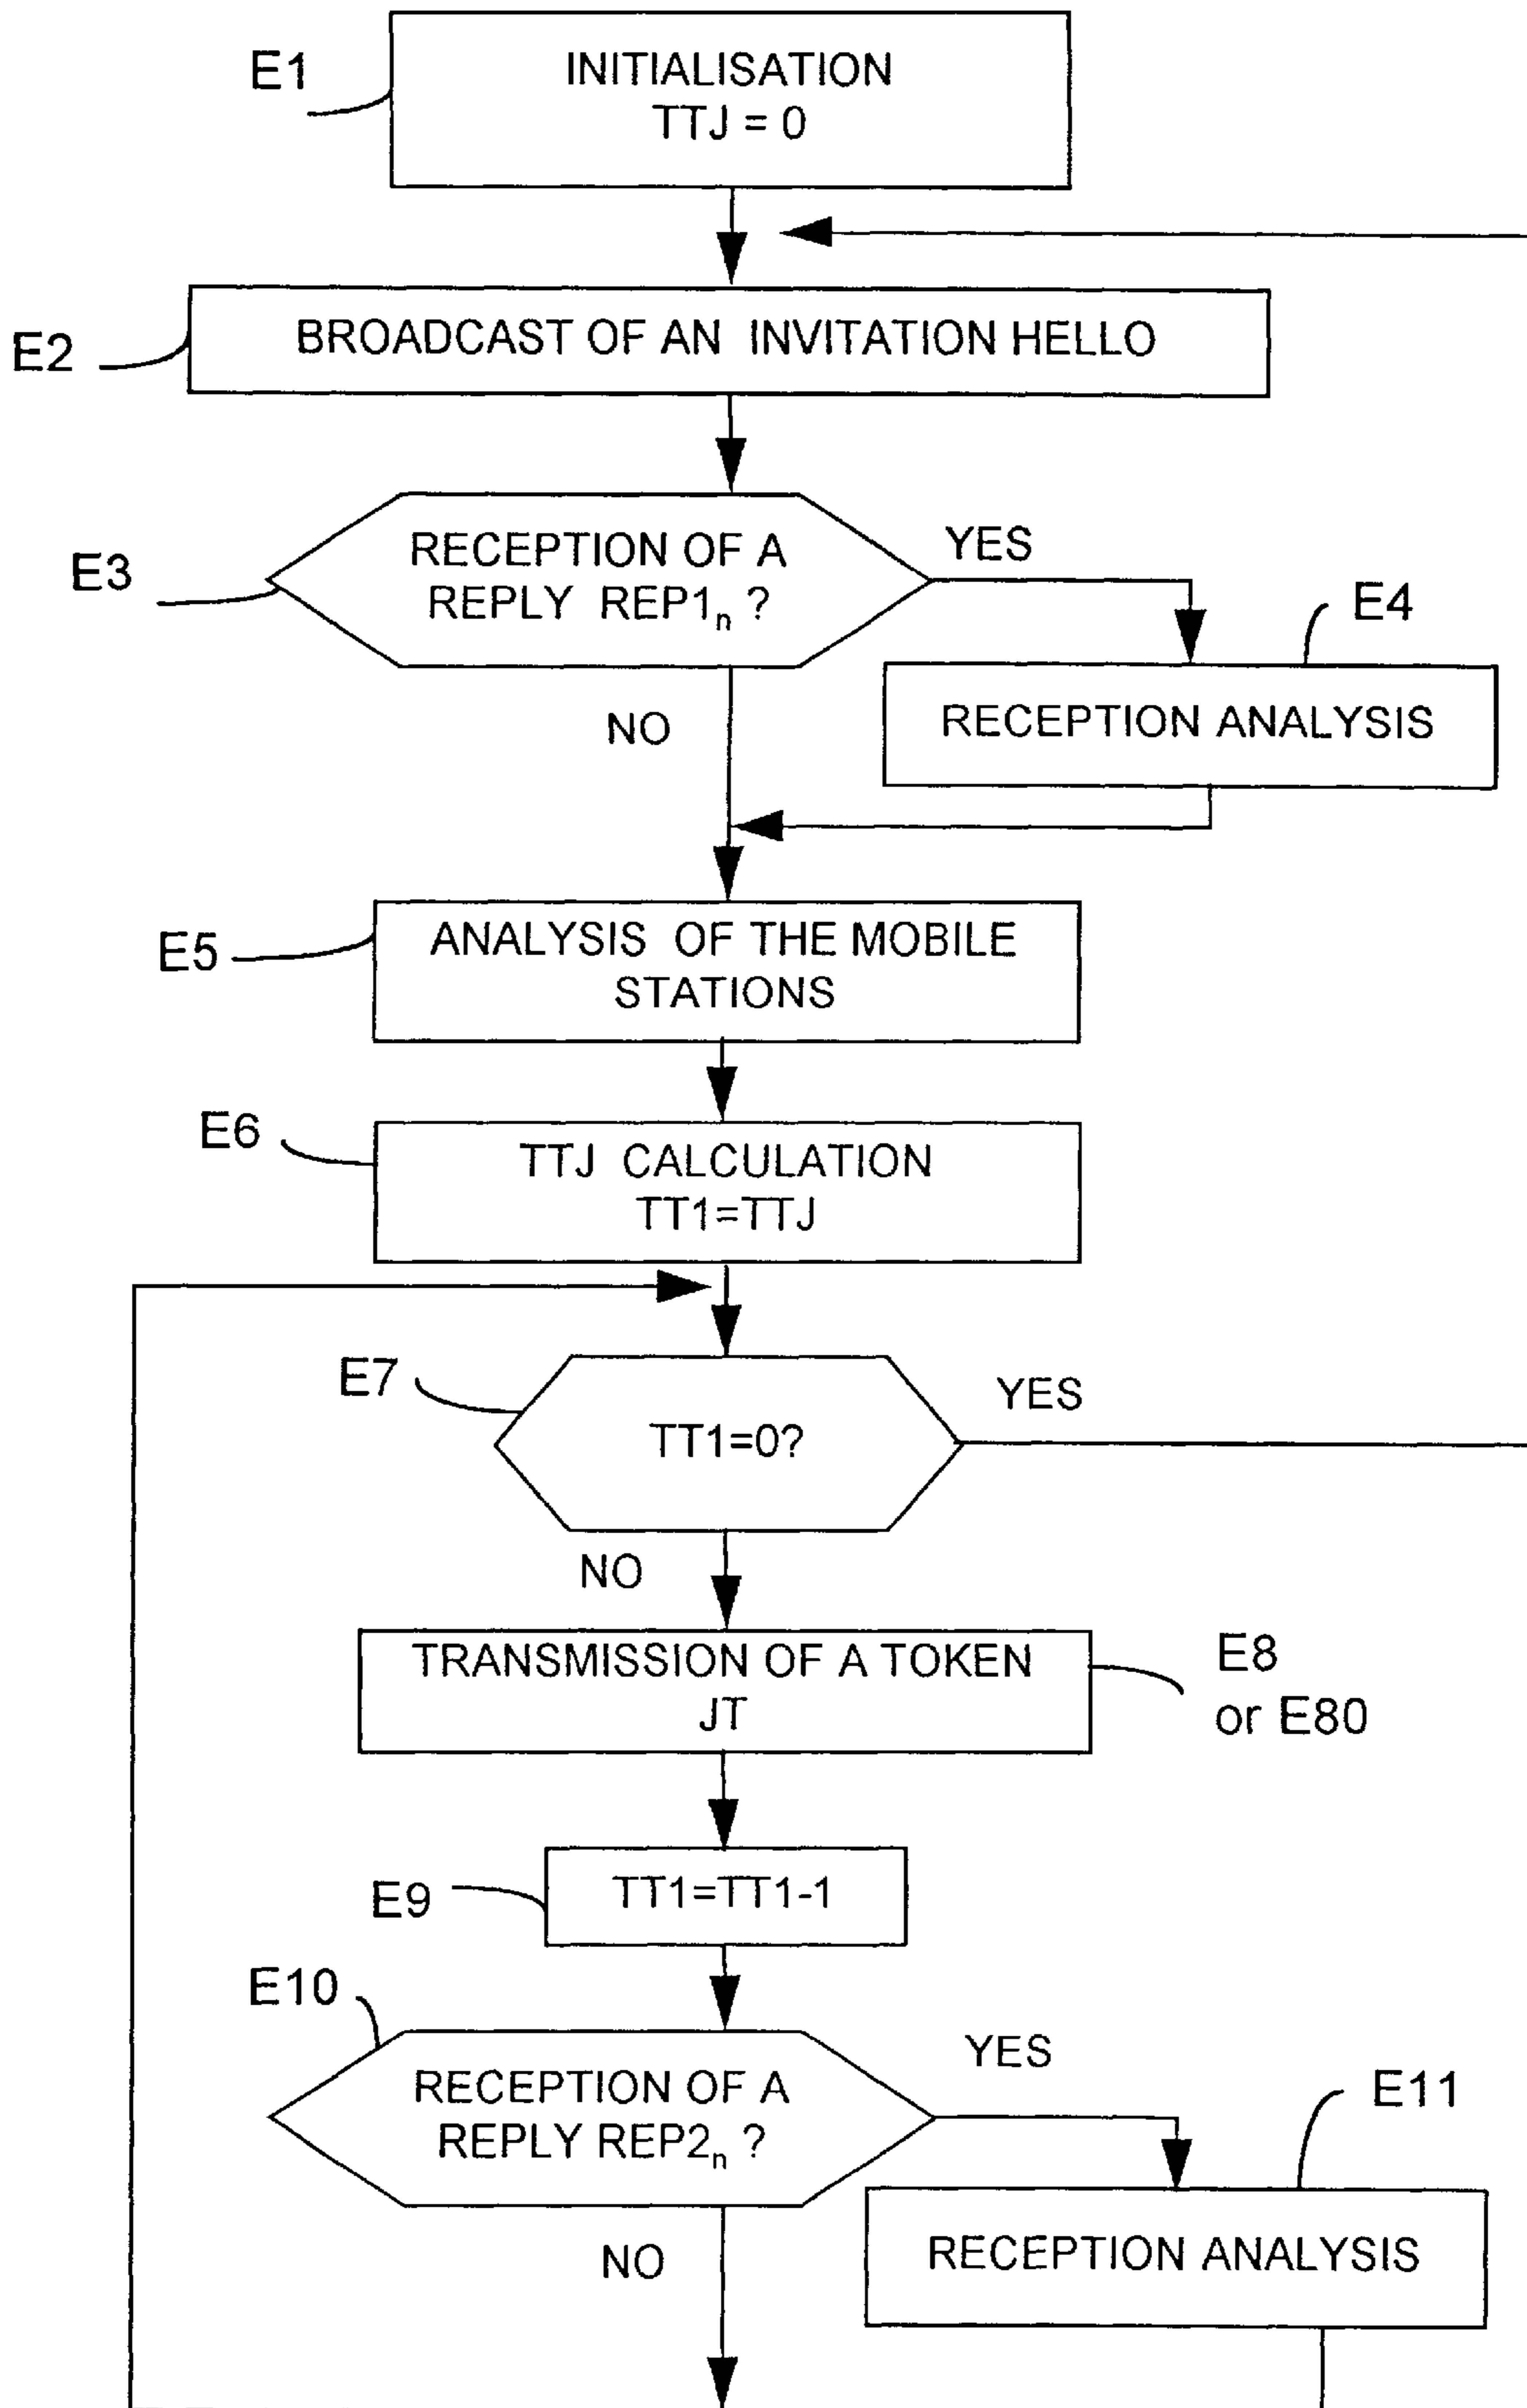 E1
INITIALISATION
TTJ = 0
E2
BROADCAST OF AN INVITATION HELLO
E3
RECEPTION OF A
REPLY REP1n ?
YES
E4
NO
RECEPTION ANALYSIS
E5
ANALYSIS OF THE MOBILE
STATIONS
E6
TTJ CALCULATION
TT1=TTJ
E7
TT1=0?
YES
NO
TRANSMISSION OF A TOKEN
JT
E8
or E80
E9
TT1=TT1-1
E10
RECEPTION OF A
REPLY REP2n ?
YES
E11
NO
RECEPTION ANALYSIS